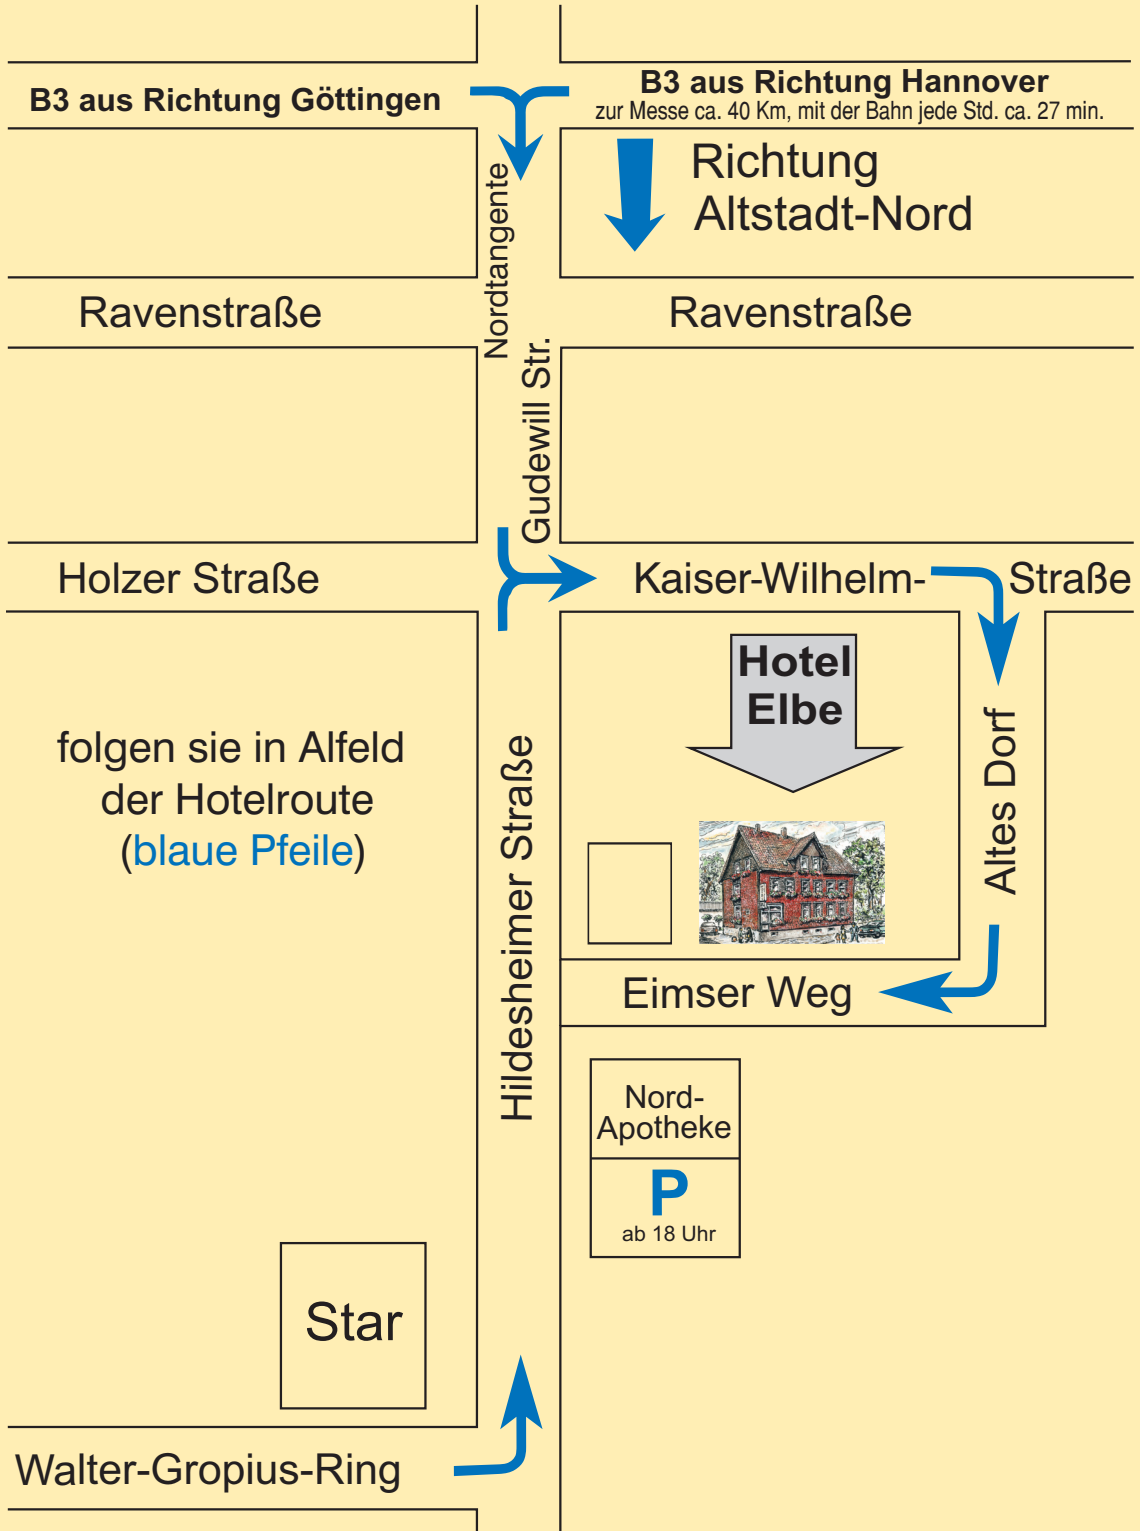 B3 aus Richtung Göttingen
B3 aus Richtung Hannover
zur Messe ca. 40 Km, mit der Bahn jede Std. ca. 27 min.
Richtung
Altstadt-Nord
Nordtangente
Ravenstraße
Ravenstraße
Gudewill Str.
Holzer Straße
Kaiser-Wilhelm- Straße
Hotel
Elbe
folgen sie in Alfeld
der Hotelroute
(blaue Pfeile)
Hildesheimer Straße
Altes Dorf
Eimser Weg
Nord-
Apotheke
P
ab 18 Uhr
Star
Walter-Gropius-Ring